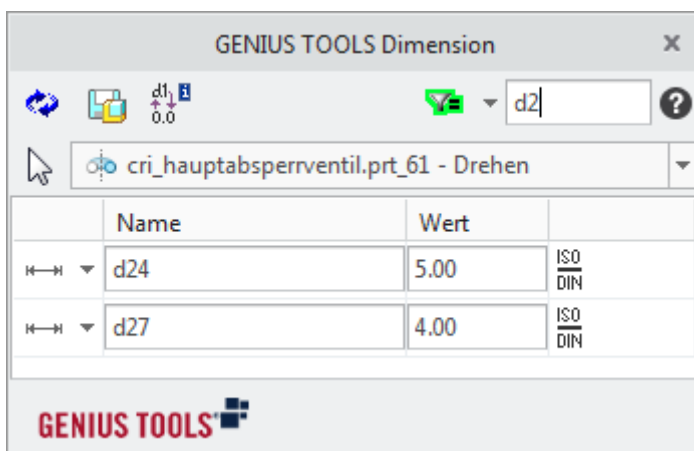 GENIUS TOOLS Dimension
d1 i
0.0
d2
?
cri_hauptabsperrventil.prt_61 - Drehen
Name Wert
d24 5.00 ISO
DIN
d27 4.00 ISO
DIN
GENIUS TOOLS